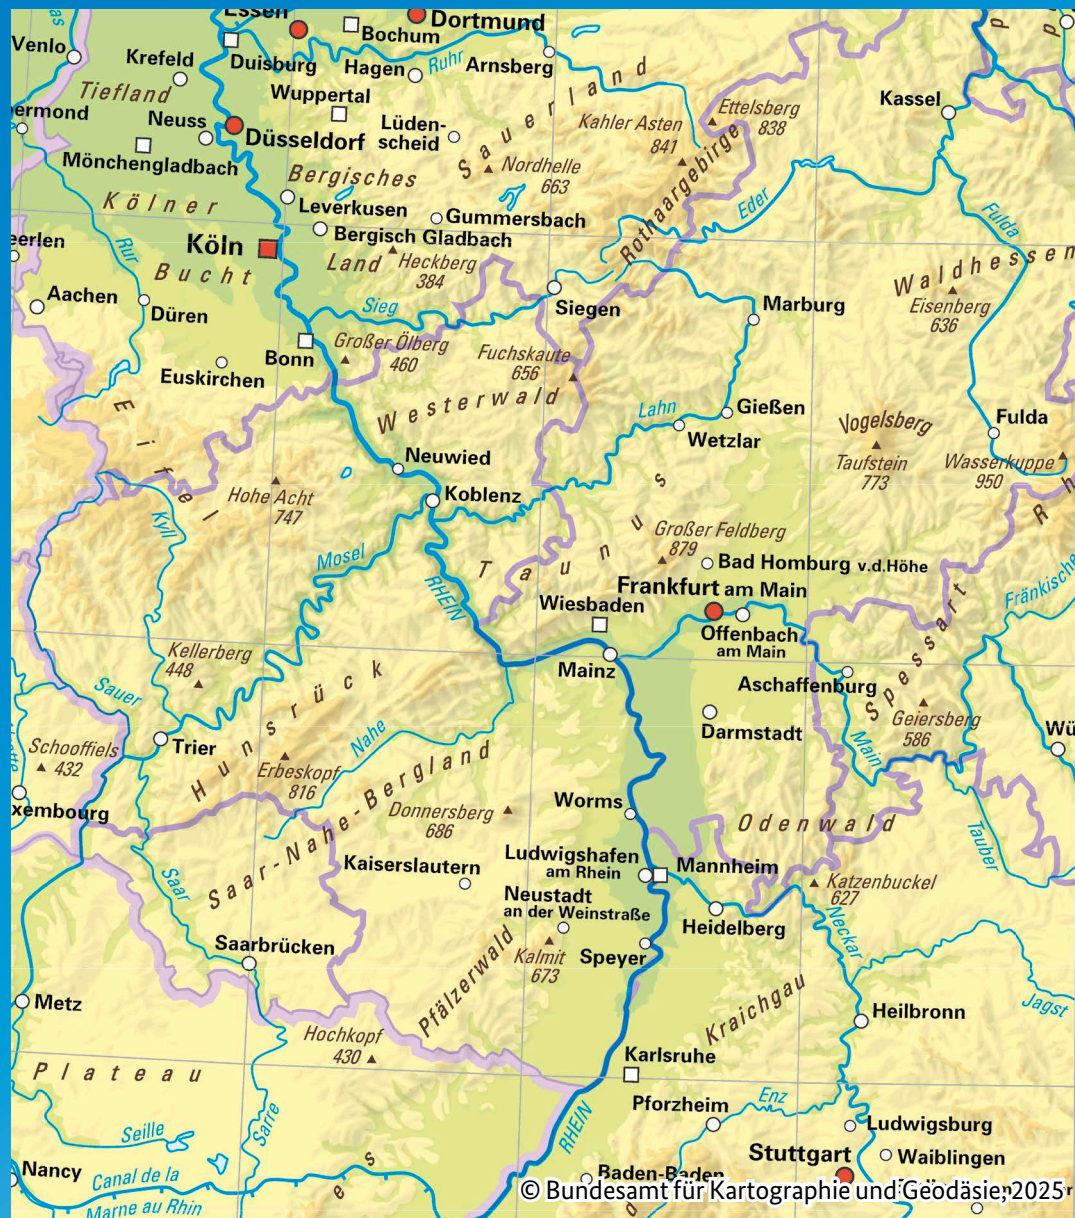 Essen
Dortmund
Bochum
Venlo
Krefeld
Duisburg
Hagen
Ruhr
Arnsberg
Tiefland
Wuppertal
Sauerland
Ettelsberg
838
Kassel
ermond
Neuss
Düsseldorf
Lüden-
scheid
Kahler Asten
841
Mönchengladbach
Nordhelle
663
Rothaargebirge
Bergisches
Kölner
Leverkusen
Gummersbach
Eder
Fulda
eerlen
Rur
Köln
Bergisch Gladbach
Bucht
Land
Heckberg
384
Waldhessen
Aachen
Düren
Sieg
Siegen
Marburg
Eisenberg
636
Bonn
Großer Ölberg
460
Fuchskaute
656
Euskirchen
Eifel
Westerwald
Lahn
Gießen
Wetzlar
Vogelsberg
Taufstein
773
Fulda
Wasserkuppe
950
Neuwied
Hohe Acht
747
Koblenz
Rh
Kyll
Mosel
RHEIN
Taunus
Großer Feldberg
879
Bad Homburg v.d.Höhe
Frankfurt am Main
Wiesbaden
Offenbach
am Main
Fränkische
Mainz
Kellerberg
448
Aschaffenburg
Spessart
Sauer
Hunsrück
Darmstadt
Geiersberg
586
Main
Schooffiels
432
Trier
Nahe
Wü
Erbeskopf
816
xembourg
Saar-Nahe-Bergland
Donnersberg
686
Worms
Odenwald
Tauber
Kaiserslautern
Ludwigshafen
am Rhein
Mannheim
Saar
Neustadt
an der Weinstraße
Katzenbuckel
627
Heidelberg
Neckar
Saarbrücken
Kalmit
673
Speyer
Pfälzerwald
Kraichgau
Metz
Jagst
Heilbronn
Hochkopf
430
Karlsruhe
Plateau
Pforzheim
Enz
Seille
Sarre
RHEIN
Ludwigsburg
Stuttgart
Waiblingen
Nancy
Canal de la
Marne au Rhin
Baden-Baden
© Bundesamt für Kartographie und Geodäsie, 2025